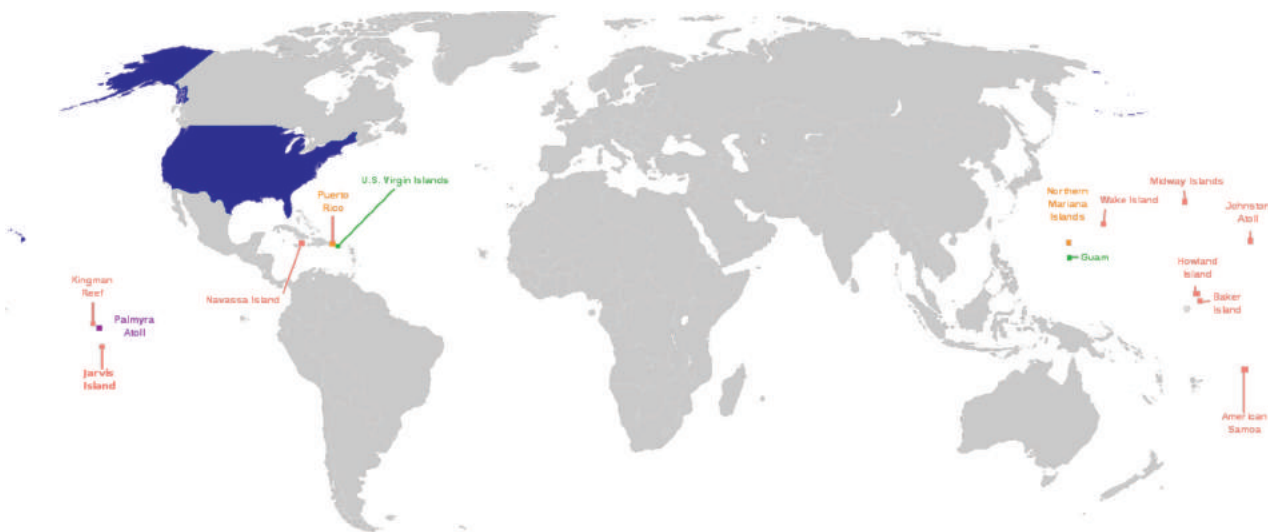 U.S. Virgin Islands
Puerto
Rico
Navassa Island
Kingman
Reef
Palmyra
Atoll
Jarvis
Island
Northern
Mariana
Islands
Wake Island
Midway Islands
Johnston
Atoll
Guam
Howland
Island
Baker
Island
American
Samoa